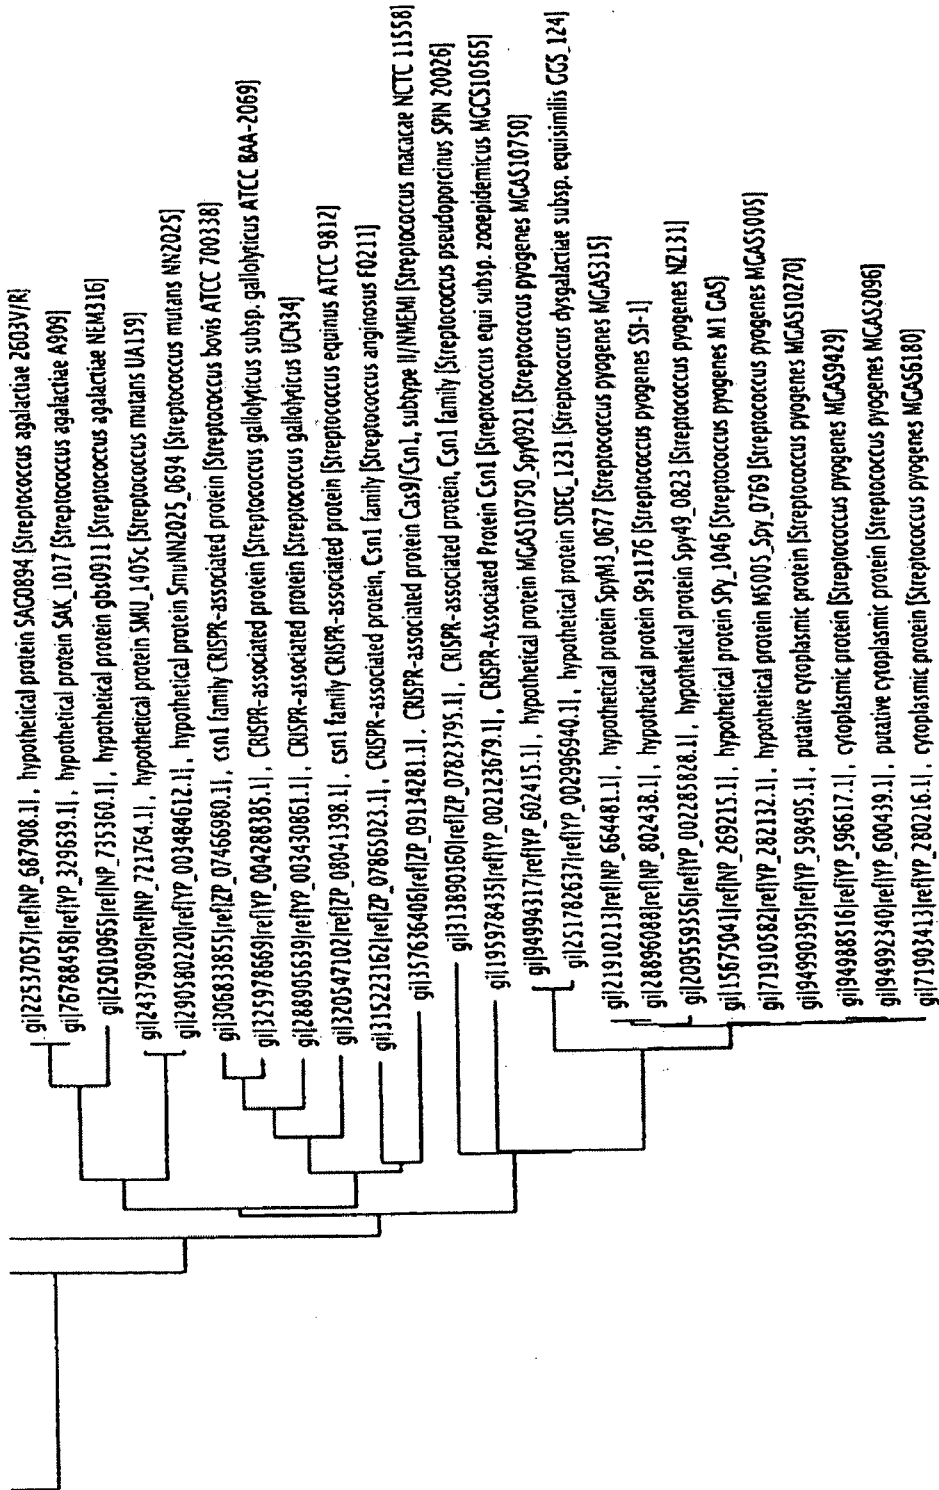 gi|22537057|ref|NP_687908.1|, hypothetical protein SAG0894 [Streptococcus agalactiae 2603V/R]
gi|76788458|ref|YP_329639.1|, hypothetical protein SAK_1017 [Streptococcus agalactiae A909]
gi|25010965|ref|NP_735360.1|, hypothetical protein gbs0911 [Streptococcus agalactiae NEM316]
gi|24379809|ref|NP_721764.1|, hypothetical protein SMU_1405c [Streptococcus mutans UA159]
gi|290580220|ref|YP_003484612.1|, hypothetical protein SmuNN2025_0694 [Streptococcus mutans NN2025]
gi|306833855|ref|ZP_07466980.1|, csn1 family CRISPR-associated protein [Streptococcus bovis ATCC 700338]
gi|325978669|ref|YP_004288385.1|, CRISPR-associated protein [Streptococcus gallolyticus subsp. gallolyticus ATCC BAA-2069]
gi|288905639|ref|YP_003430861.1|, CRISPR-associated protein [Streptococcus gallolyticus UCN34]
gi|320547102|ref|ZP_08041398.1|, csn1 family CRISPR-associated protein [Streptococcus equinus ATCC 9812]
gi|315223162|ref|ZP_07865023.1|, CRISPR-associated protein, Csn1 family [Streptococcus anginosus F0211]
gi|357636406|ref|ZP_09134281.1|, CRISPR-associated protein Cas9/Csn1, subtype II/NMEMI [Streptococcus macacae NCTC 11558]
gi|313890160|ref|ZP_07823795.1|, CRISPR-associated protein, Csn1 family [Streptococcus pseudoporcinus SPIN 20026]
gi|195978435|ref|YP_002123679.1|, CRISPR-Associated Protein Csn1 [Streptococcus equi subsp. zooepidemicus MGCS10565]
gi|94994317|ref|YP_602415.1|, hypothetical protein MGAS10750_Spy0921 [Streptococcus pyogenes MGAS10750]
gi|251782637|ref|YP_002996940.1|, hypothetical protein SDEG_1231 [Streptococcus dysgalactiae subsp. equisimilis GGS_124]
gi|21910213|ref|NP_664481.1|, hypothetical protein SpyM3_0677 [Streptococcus pyogenes MGAS315]
gi|28896088|ref|NP_802438.1|, hypothetical protein SPs1176 [Streptococcus pyogenes SSI-1]
gi|209559356|ref|YP_002285828.1|, hypothetical protein Spy49_0823 [Streptococcus pyogenes NZ131]
gi|15675041|ref|NP_269215.1|, hypothetical protein SPy_1046 [Streptococcus pyogenes M1 GAS]
gi|71910582|ref|YP_282132.1|, hypothetical protein M5005_Spy_0769 [Streptococcus pyogenes MGAS5005]
gi|94990395|ref|YP_598495.1|, putative cytoplasmic protein [Streptococcus pyogenes MGAS10270]
gi|94988516|ref|YP_596617.1|, cytoplasmic protein [Streptococcus pyogenes MGAS9429]
gi|94992340|ref|YP_600439.1|, putative cytoplasmic protein [Streptococcus pyogenes MGAS2096]
gi|71903413|ref|YP_280216.1|, cytoplasmic protein [Streptococcus pyogenes MGAS6180]